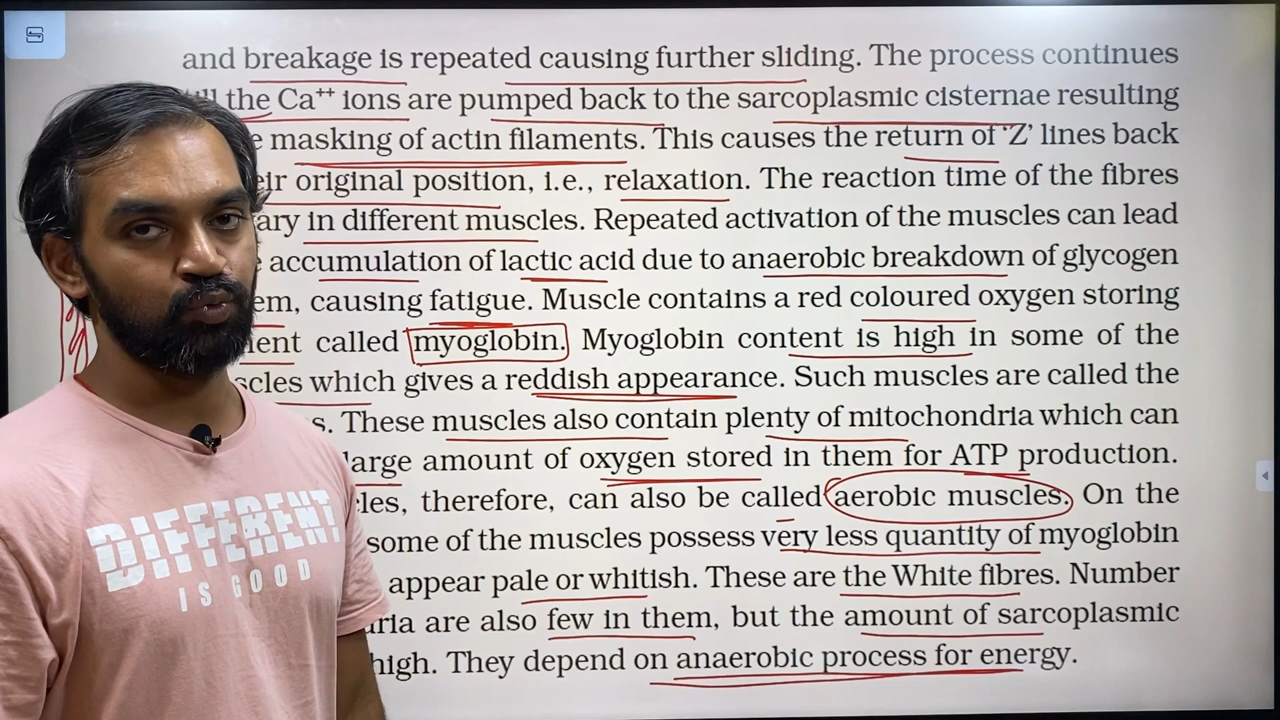 and breakage is repeated causing further sliding. The process continues
the Ca⁺⁺ ions are pumped back to the sarcoplasmic cisternae resulting
masking of actin filaments. This causes the return of ‘Z’ lines back
original position, i.e., relaxation. The reaction time of the fibres
in different muscles. Repeated activation of the muscles can lead
accumulation of lactic acid due to anaerobic breakdown of glycogen
causing fatigue. Muscle contains a red coloured oxygen storing
called myoglobin. Myoglobin content is high in some of the
which gives a reddish appearance. Such muscles are called the
These muscles also contain plenty of mitochondria which can
large amount of oxygen stored in them for ATP production.
therefore, can also be called aerobic muscles. On the
some of the muscles possess very less quantity of myoglobin
appear pale or whitish. These are the White fibres. Number
are also few in them, but the amount of sarcoplasmic
high. They depend on anaerobic process for energy.
DIFFERENT
IS GOOD